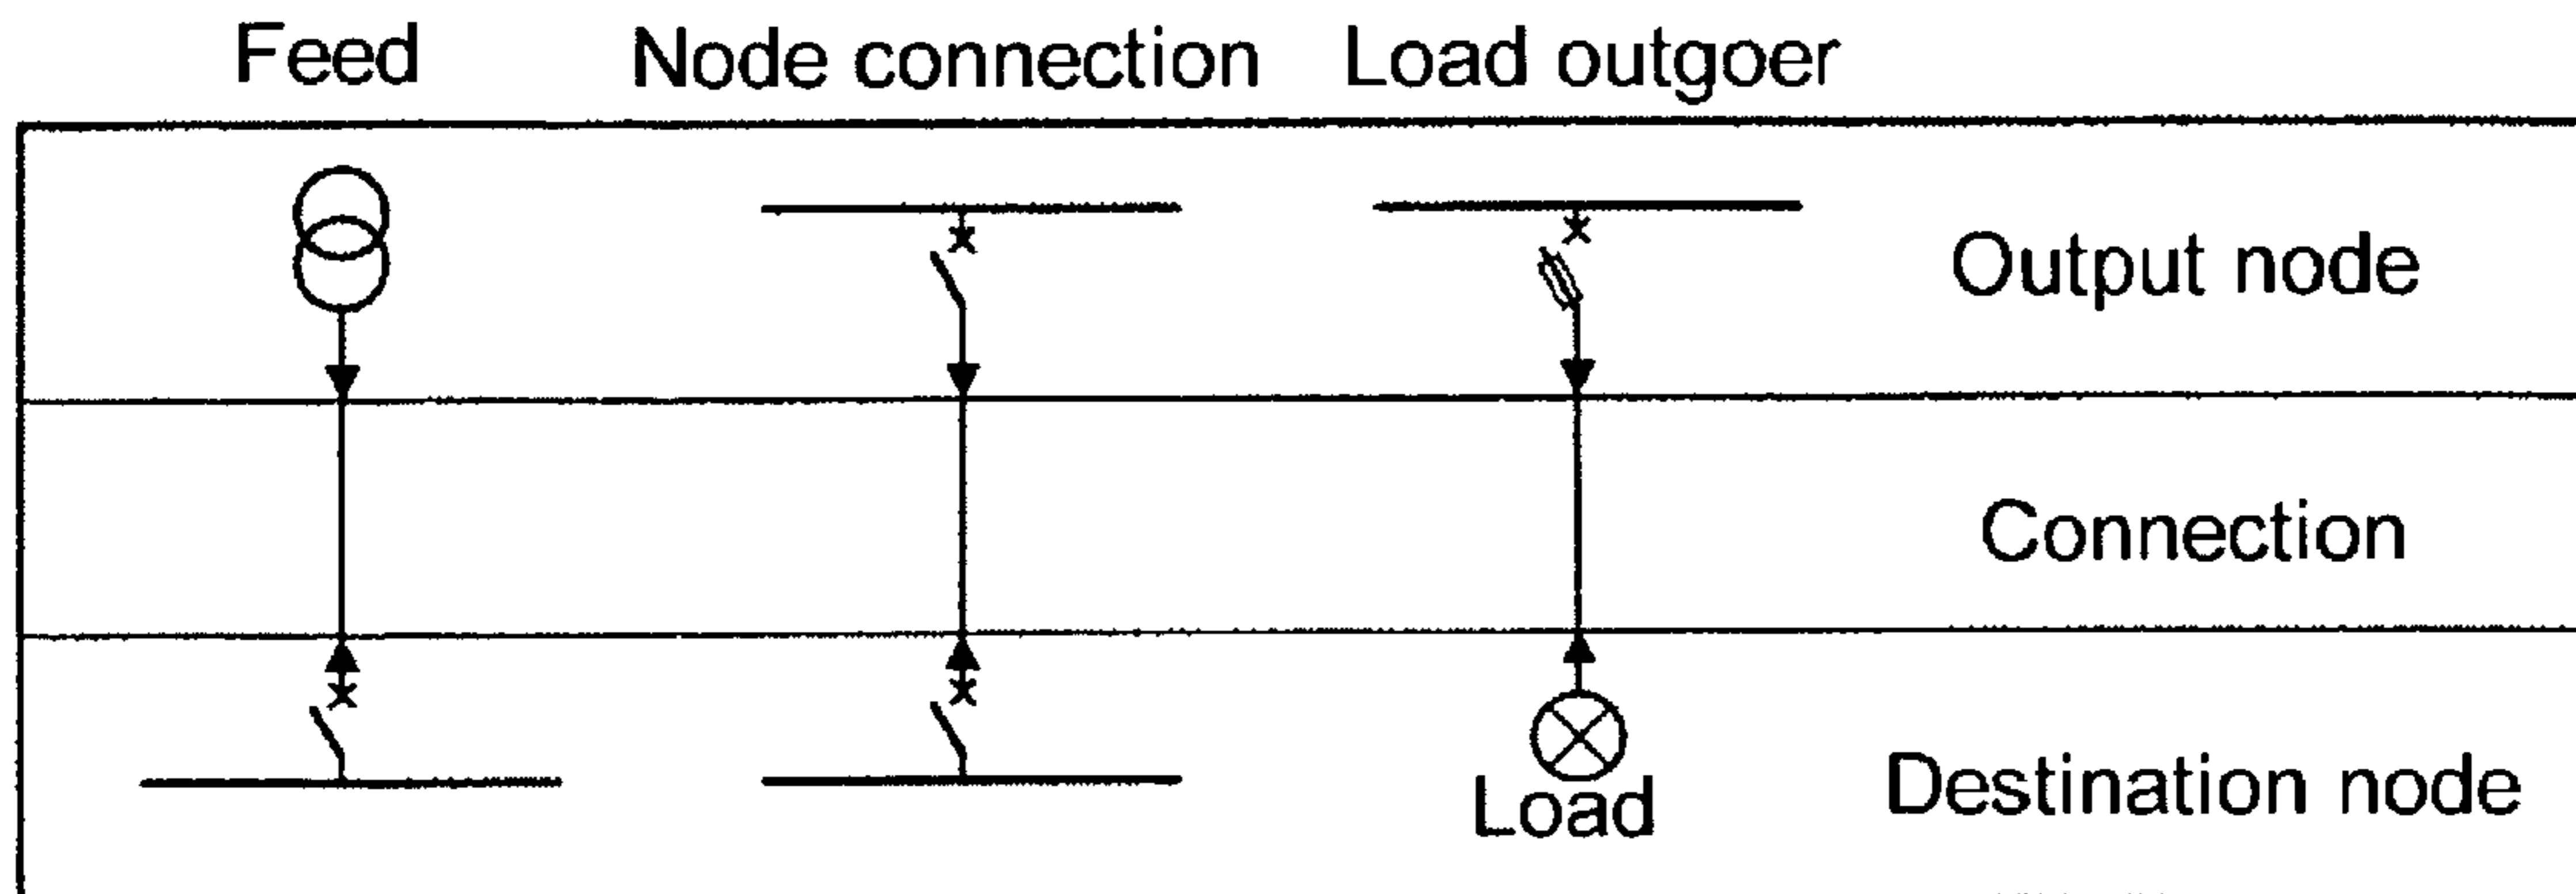 Feed Node connection Load outgoer
Output node
Connection
Destination node
Load